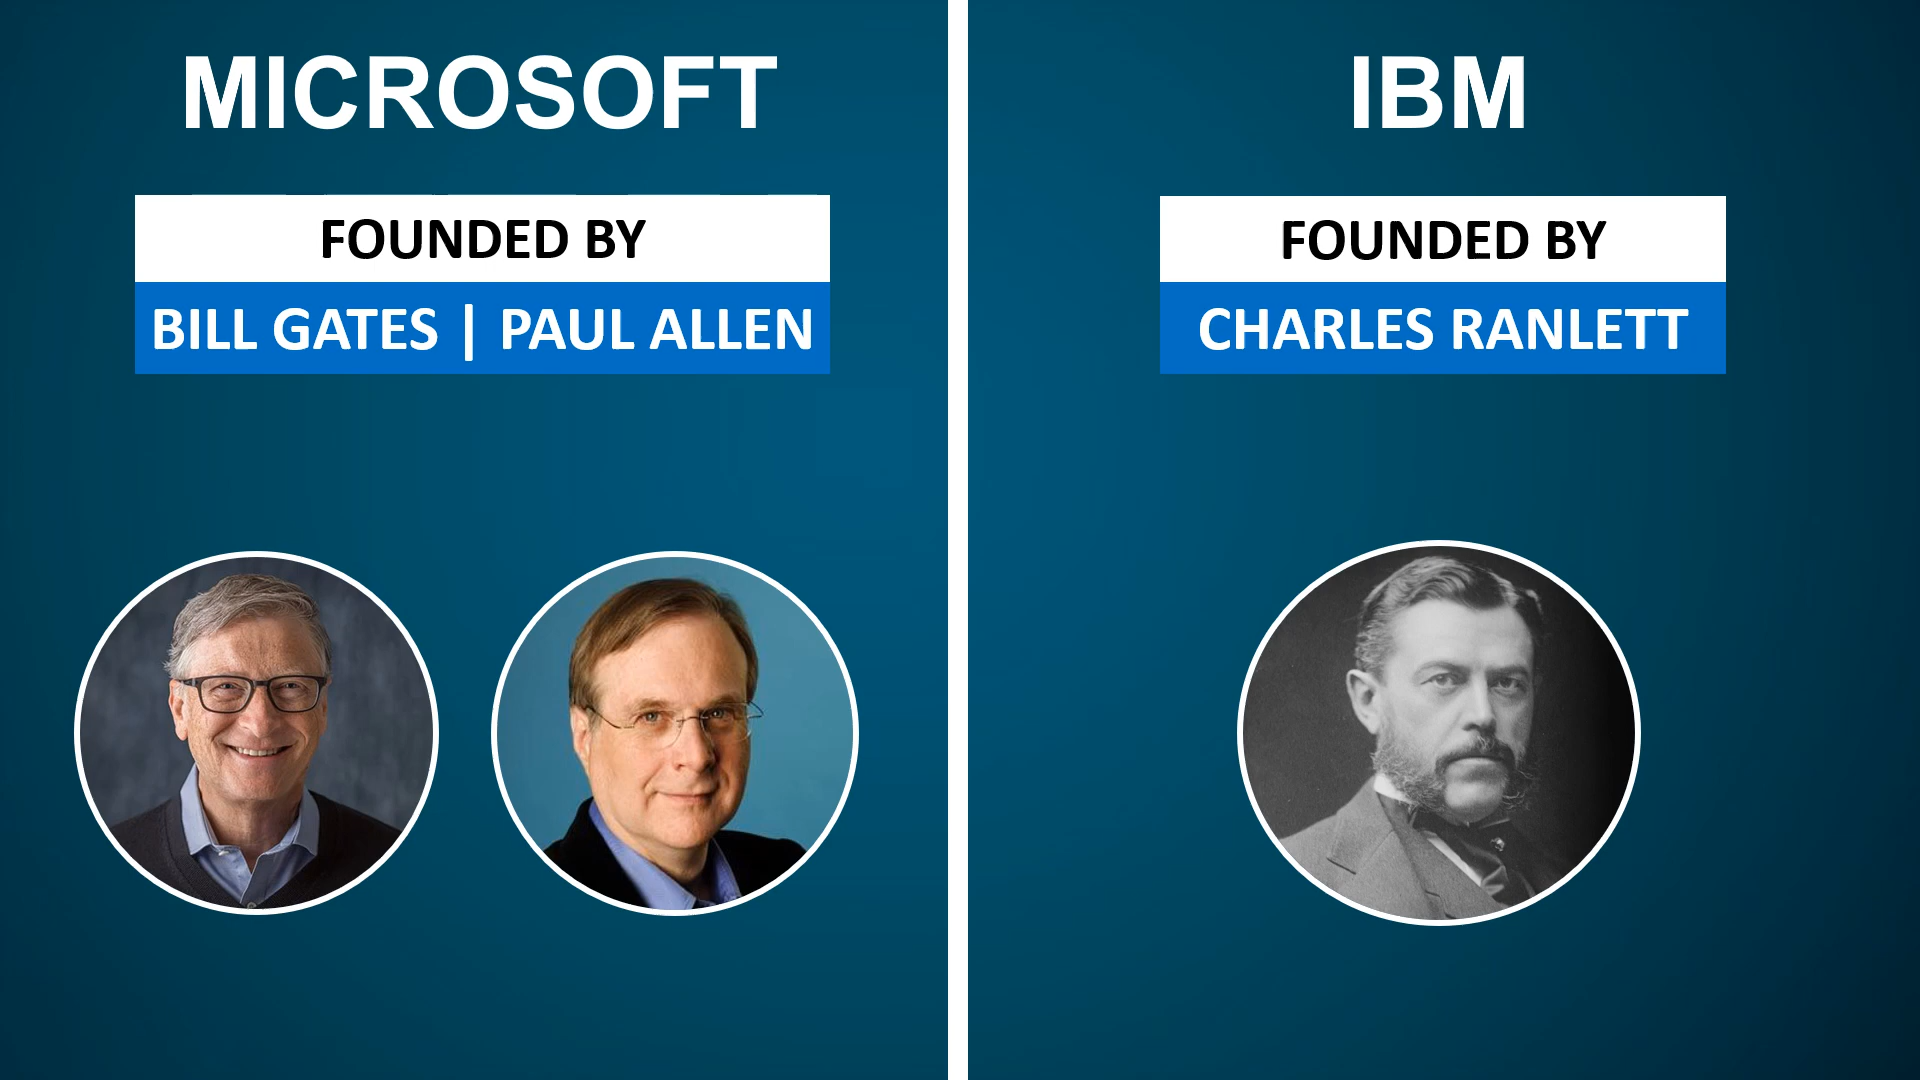 MICROSOFT
FOUNDED BY
BILL GATES | PAUL ALLEN
IBM
FOUNDED BY
CHARLES RANLETT